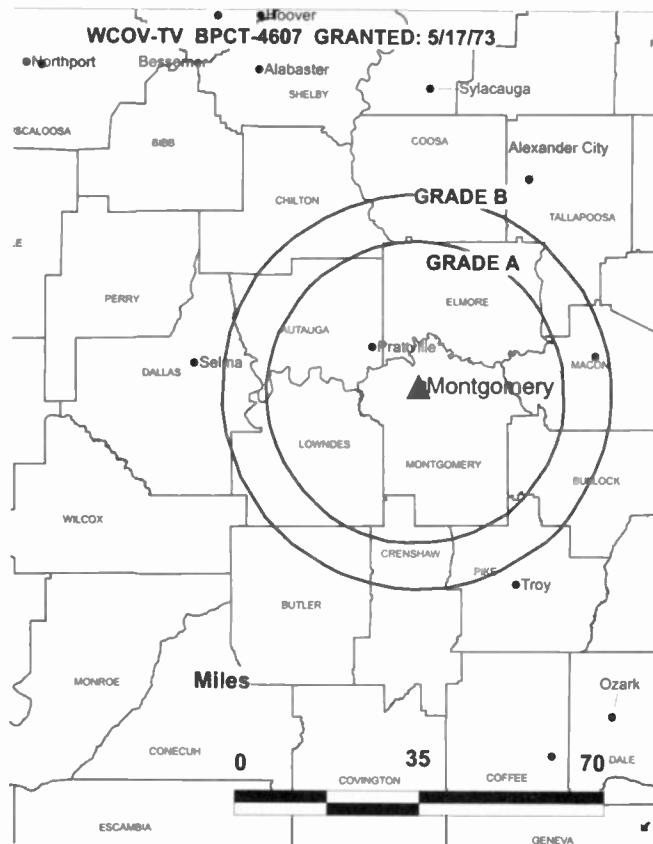 Hoover
WCOV-TV BPCT-4607 GRANTED: 5/17/73
Northport
Bessemer
Alabaster
SHELBY
Sylacauga
SCALOOSA
BIBB
COOSA
Alexander City
CHILTON
GRADE B
TALLAPOOSA
LE
GRADE A
PERRY
ELMORE
AUTAUGA
Prattville
Selma
DALLAS
MACON
Montgomery
LOWNDES
MONTGOMERY
BULLOCK
WILCOX
CRENSHAW
PIKE
Troy
BUTLER
MONROE
Miles
Ozark
CONECUH
0 35 70
COVINGTON
COFFEE
DALE
ESCAMBIA
GENEVA